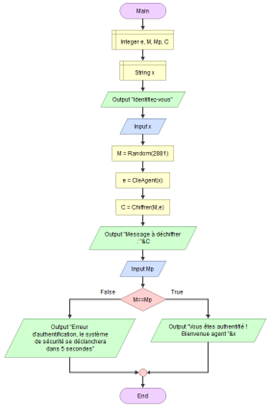 Main
Integer e, M, Mp, C
String x
Output "Identifiez-vous"
Input x
M = Random(2881)
e = CleAgent(x)
C = Chiffrer(M,e)
Output "Message à déchiffrer
: "&C
Input Mp
False
M==Mp
True
Output "Erreur
d'authentification, le système
de sécurité se déclanchera
dans 5 secondes"
Output "Vous êtes authentifié !
Bienvenue agent "&x
End